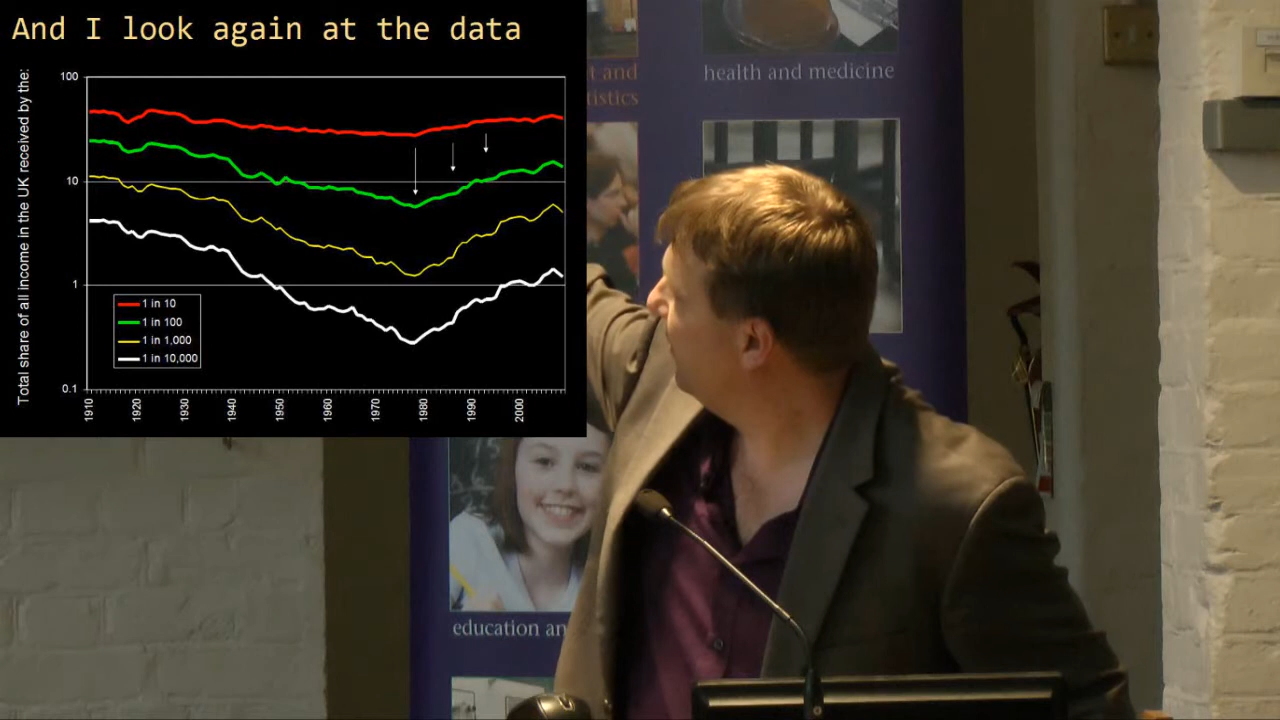 And I look again at the data
Total share of all income in the UK received by the:
100
10
1
0.1
1 in 10
1 in 100
1 in 1,000
1 in 10,000
1910
1920
1930
1940
1950
1960
1970
1980
1990
2000
health and medicine
and
education